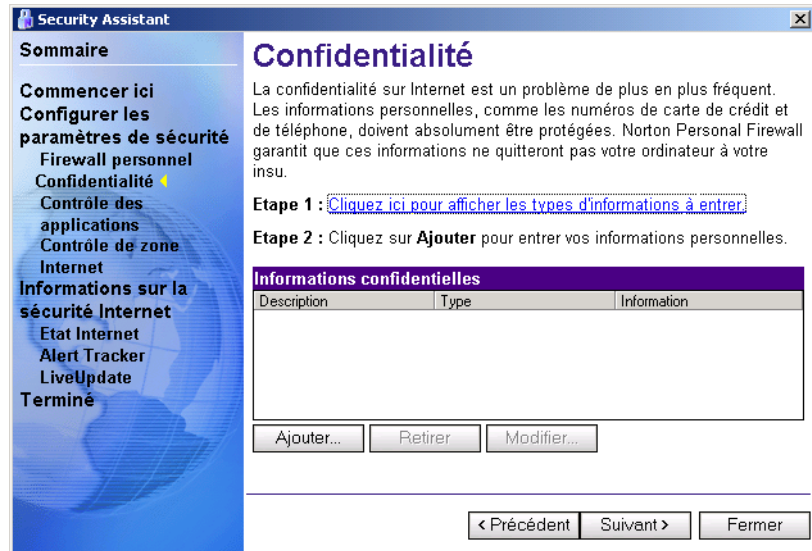 Security Assistant
Sommaire
Commencer ici
Configurer les
paramètres de sécurité
Firewall personnel
Confidentialité
Contrôle des
applications
Contrôle de zone
Internet
Informations sur la
sécurité Internet
Etat Internet
Alert Tracker
LiveUpdate
Terminé
Confidentialité
La confidentialité sur Internet est un problème de plus en plus fréquent.
Les informations personnelles, comme les numéros de carte de crédit et
de téléphone, doivent absolument être protégées. Norton Personal Firewall
garantit que ces informations ne quitteront pas votre ordinateur à votre
insu.
Etape 1 : Cliquez ici pour afficher les types d'informations à entrer.
Etape 2 : Cliquez sur Ajouter pour entrer vos informations personnelles.
Informations confidentielles
Description Type Information
Ajouter... Retirer Modifier...
< Précédent Suivant > Fermer